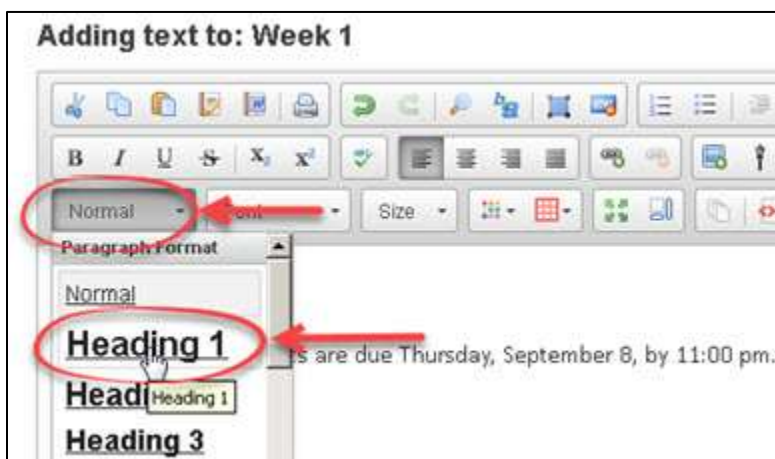 Adding text to: Week 1
B I U S X₂ X²
Normal Size
Paragraph Format
Normal
Heading 1
are due Thursday, September 8, by 11:00 pm.
Headi
Heading 1
Heading 3